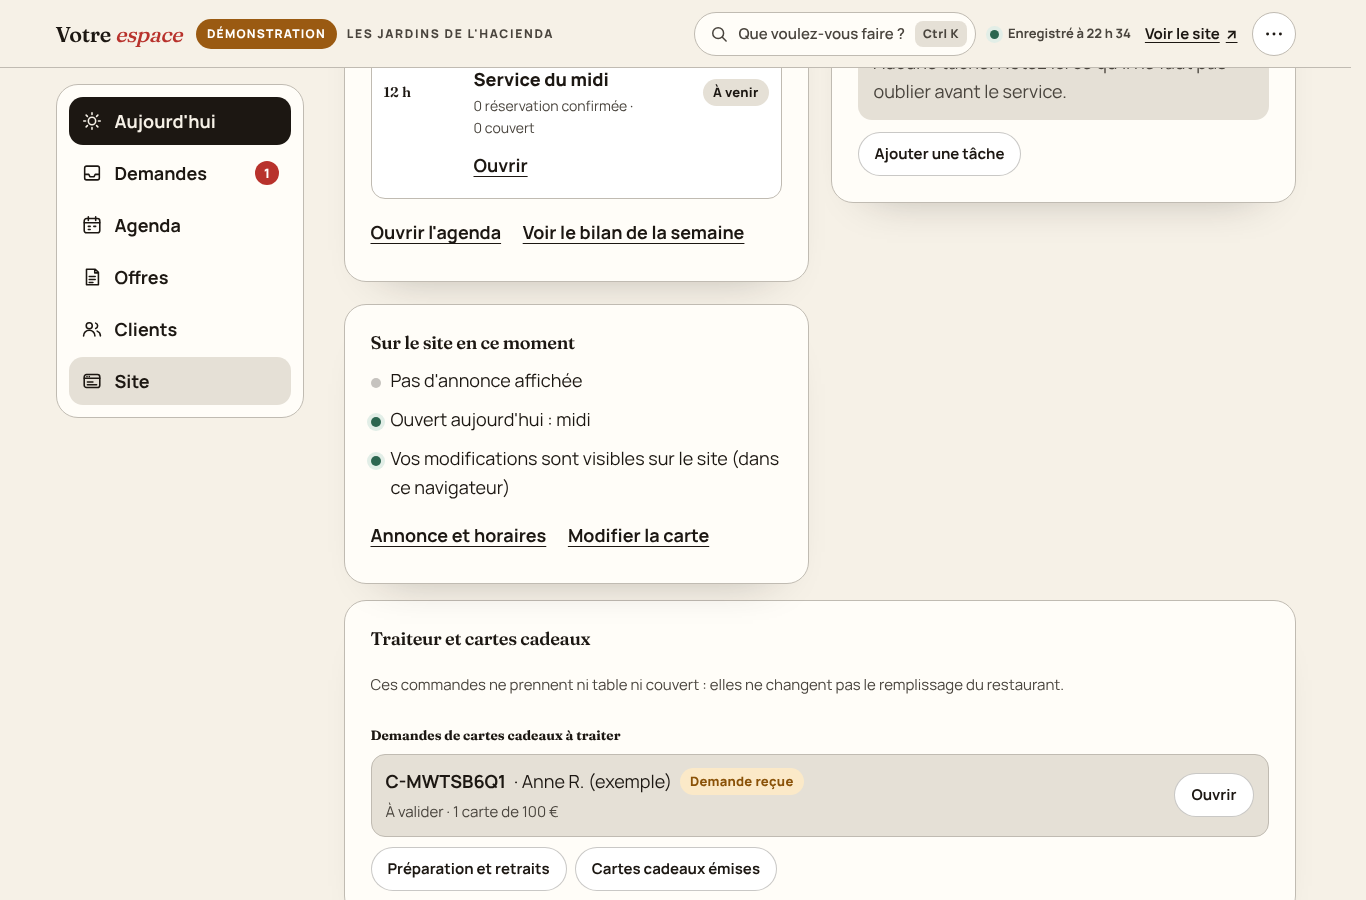 Votre espace
DÉMONSTRATION
LES JARDINS DE L'HACIENDA
Que voulez-vous faire ?
Ctrl K
Enregistré à 22 h 34
Voir le site
Aujourd'hui
Demandes
1
Agenda
Offres
Clients
Site
12 h
Service du midi
0 réservation confirmée ·
0 couvert
À venir
Ouvrir
Ouvrir l'agenda
Voir le bilan de la semaine
oublier avant le service.
Ajouter une tâche
Sur le site en ce moment
Pas d'annonce affichée
Ouvert aujourd'hui : midi
Vos modifications sont visibles sur le site (dans
ce navigateur)
Annonce et horaires
Modifier la carte
Traiteur et cartes cadeaux
Ces commandes ne prennent ni table ni couvert : elles ne changent pas le remplissage du restaurant.
Demandes de cartes cadeaux à traiter
C-MWTSB6Q1 · Anne R. (exemple)
Demande reçue
À valider · 1 carte de 100 €
Ouvrir
Préparation et retraits
Cartes cadeaux émises